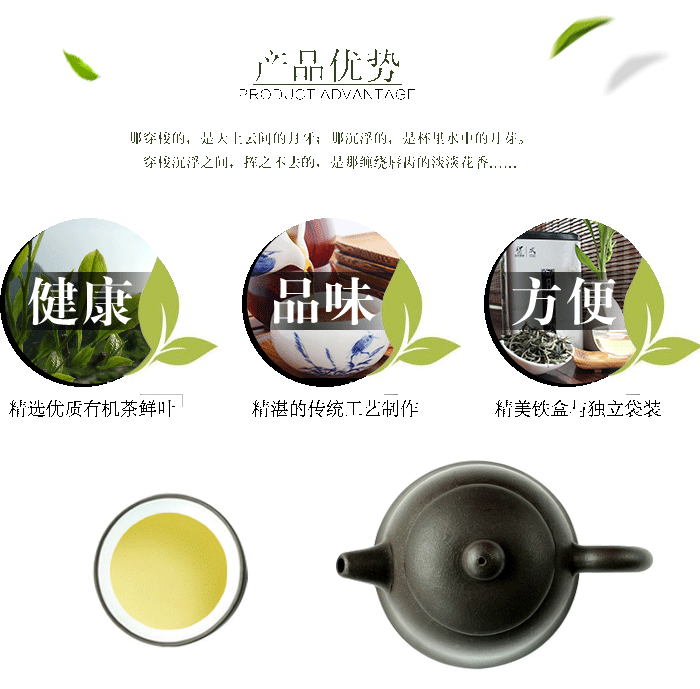 产品优势
PRODUCT ADVANTAGE
那穿梭的，是天上云间的月牙；那沉浮的，是杯里水中的月芽。
穿梭沉浮之间，挥之不去的，是那缠绕唇齿的淡淡花香......
健康
品味
方便
精选优质有机茶鲜叶
精湛的传统工艺制作
精美铁盒与独立袋装